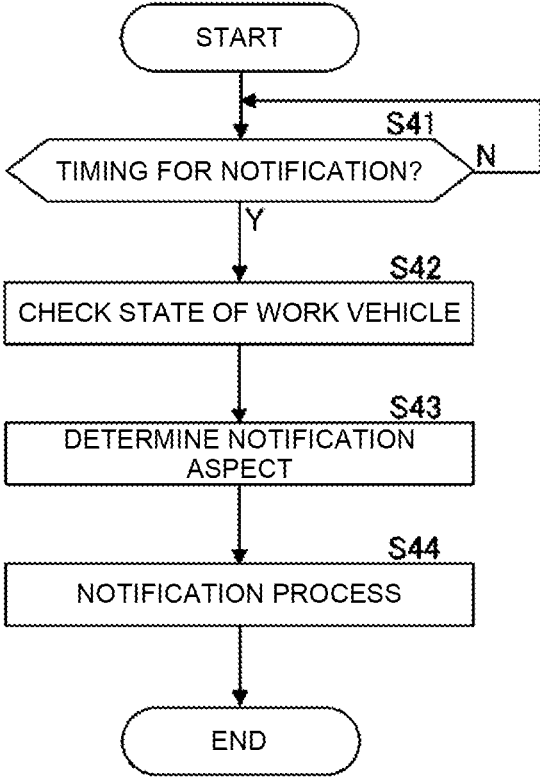 START
S41
TIMING FOR NOTIFICATION?
N
Y
S42
CHECK STATE OF WORK VEHICLE
S43
DETERMINE NOTIFICATION
ASPECT
S44
NOTIFICATION PROCESS
END